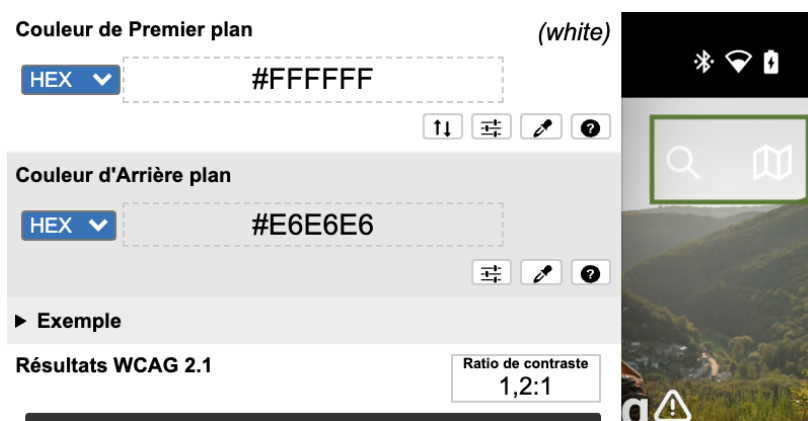 Couleur de Premier plan
(white)
HEX
#FFFFFF
Couleur d'Arrière plan
HEX
#E6E6E6
Exemple
Résultats WCAG 2.1
Ratio de contraste
1,2:1
g